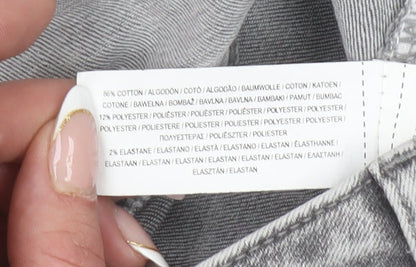 86% COTTON / ALGODÓN / COTÓ / ALGODÃO / BAUMWOLLE / COTON / KATOEN /
COTONE / BAWEŁNA / BOMBAŽ / BAVLNA / BAVLNA / BAMBAKI / PAMUT / BUMBAC
12% POLYESTER / POLIÉSTER / POLIÈSTER / POLIÉSTER / POLYESTER /
POLYESTER / POLIESTERE / POLIESTER / POLIESTER / POLYESTER / POLYESTER
ΠΟΛΥΕΣΤΕΡΑΣ / POLIÉSZTER / POLIESTER
2% ELASTANE / ELASTANO / ELASTÀ / ELASTANO / ELASTAN / ÉLASTHANNE /
ELASTAAN / ELASTAN / ELASTAN / ELASTAN / ELASTAN / ELASTAN / ΕΛΑΣΤΑΝΗ /
ELASZTÁN / ELASTAN